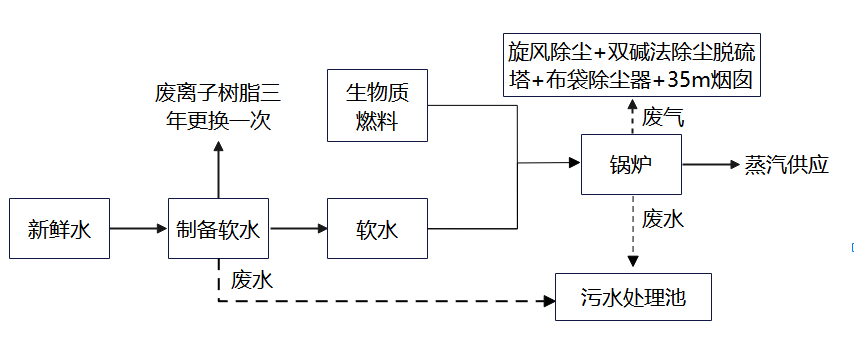 旋风除尘+双碱法除尘脱硫
塔+布袋除尘器+35m烟囱
废离子树脂三
年更换一次
生物质
燃料
废气
锅炉
蒸汽供应
新鲜水
制备软水
软水
废水
废水
污水处理池